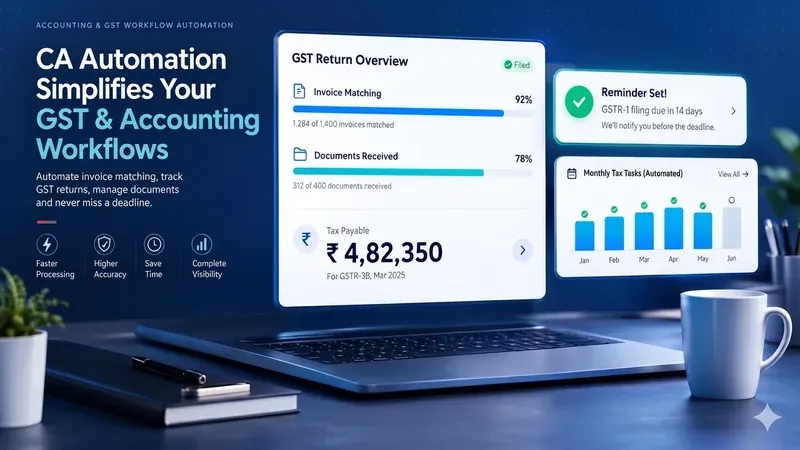 ACCOUNTING & GST WORKFLOW AUTOMATION
CA Automation
Simplifies Your
GST & Accounting
Workflows
Automate invoice matching, track
GST returns, manage documents
and never miss a deadline.
Faster
Processing
Higher
Accuracy
Save
Time
Complete
Visibility
GST Return Overview
Filed
Invoice Matching
92%
1,284 of 1,400 invoices matched
Documents Received
78%
312 of 400 documents received
₹
Tax Payable
₹ 4,82,350
For GSTR-3B, Mar 2025
Reminder Set!
GSTR-1 filing due in 14 days
We'll notify you before the deadline.
Monthly Tax Tasks (Automated)
View All →
Jan Feb Mar Apr May Jun